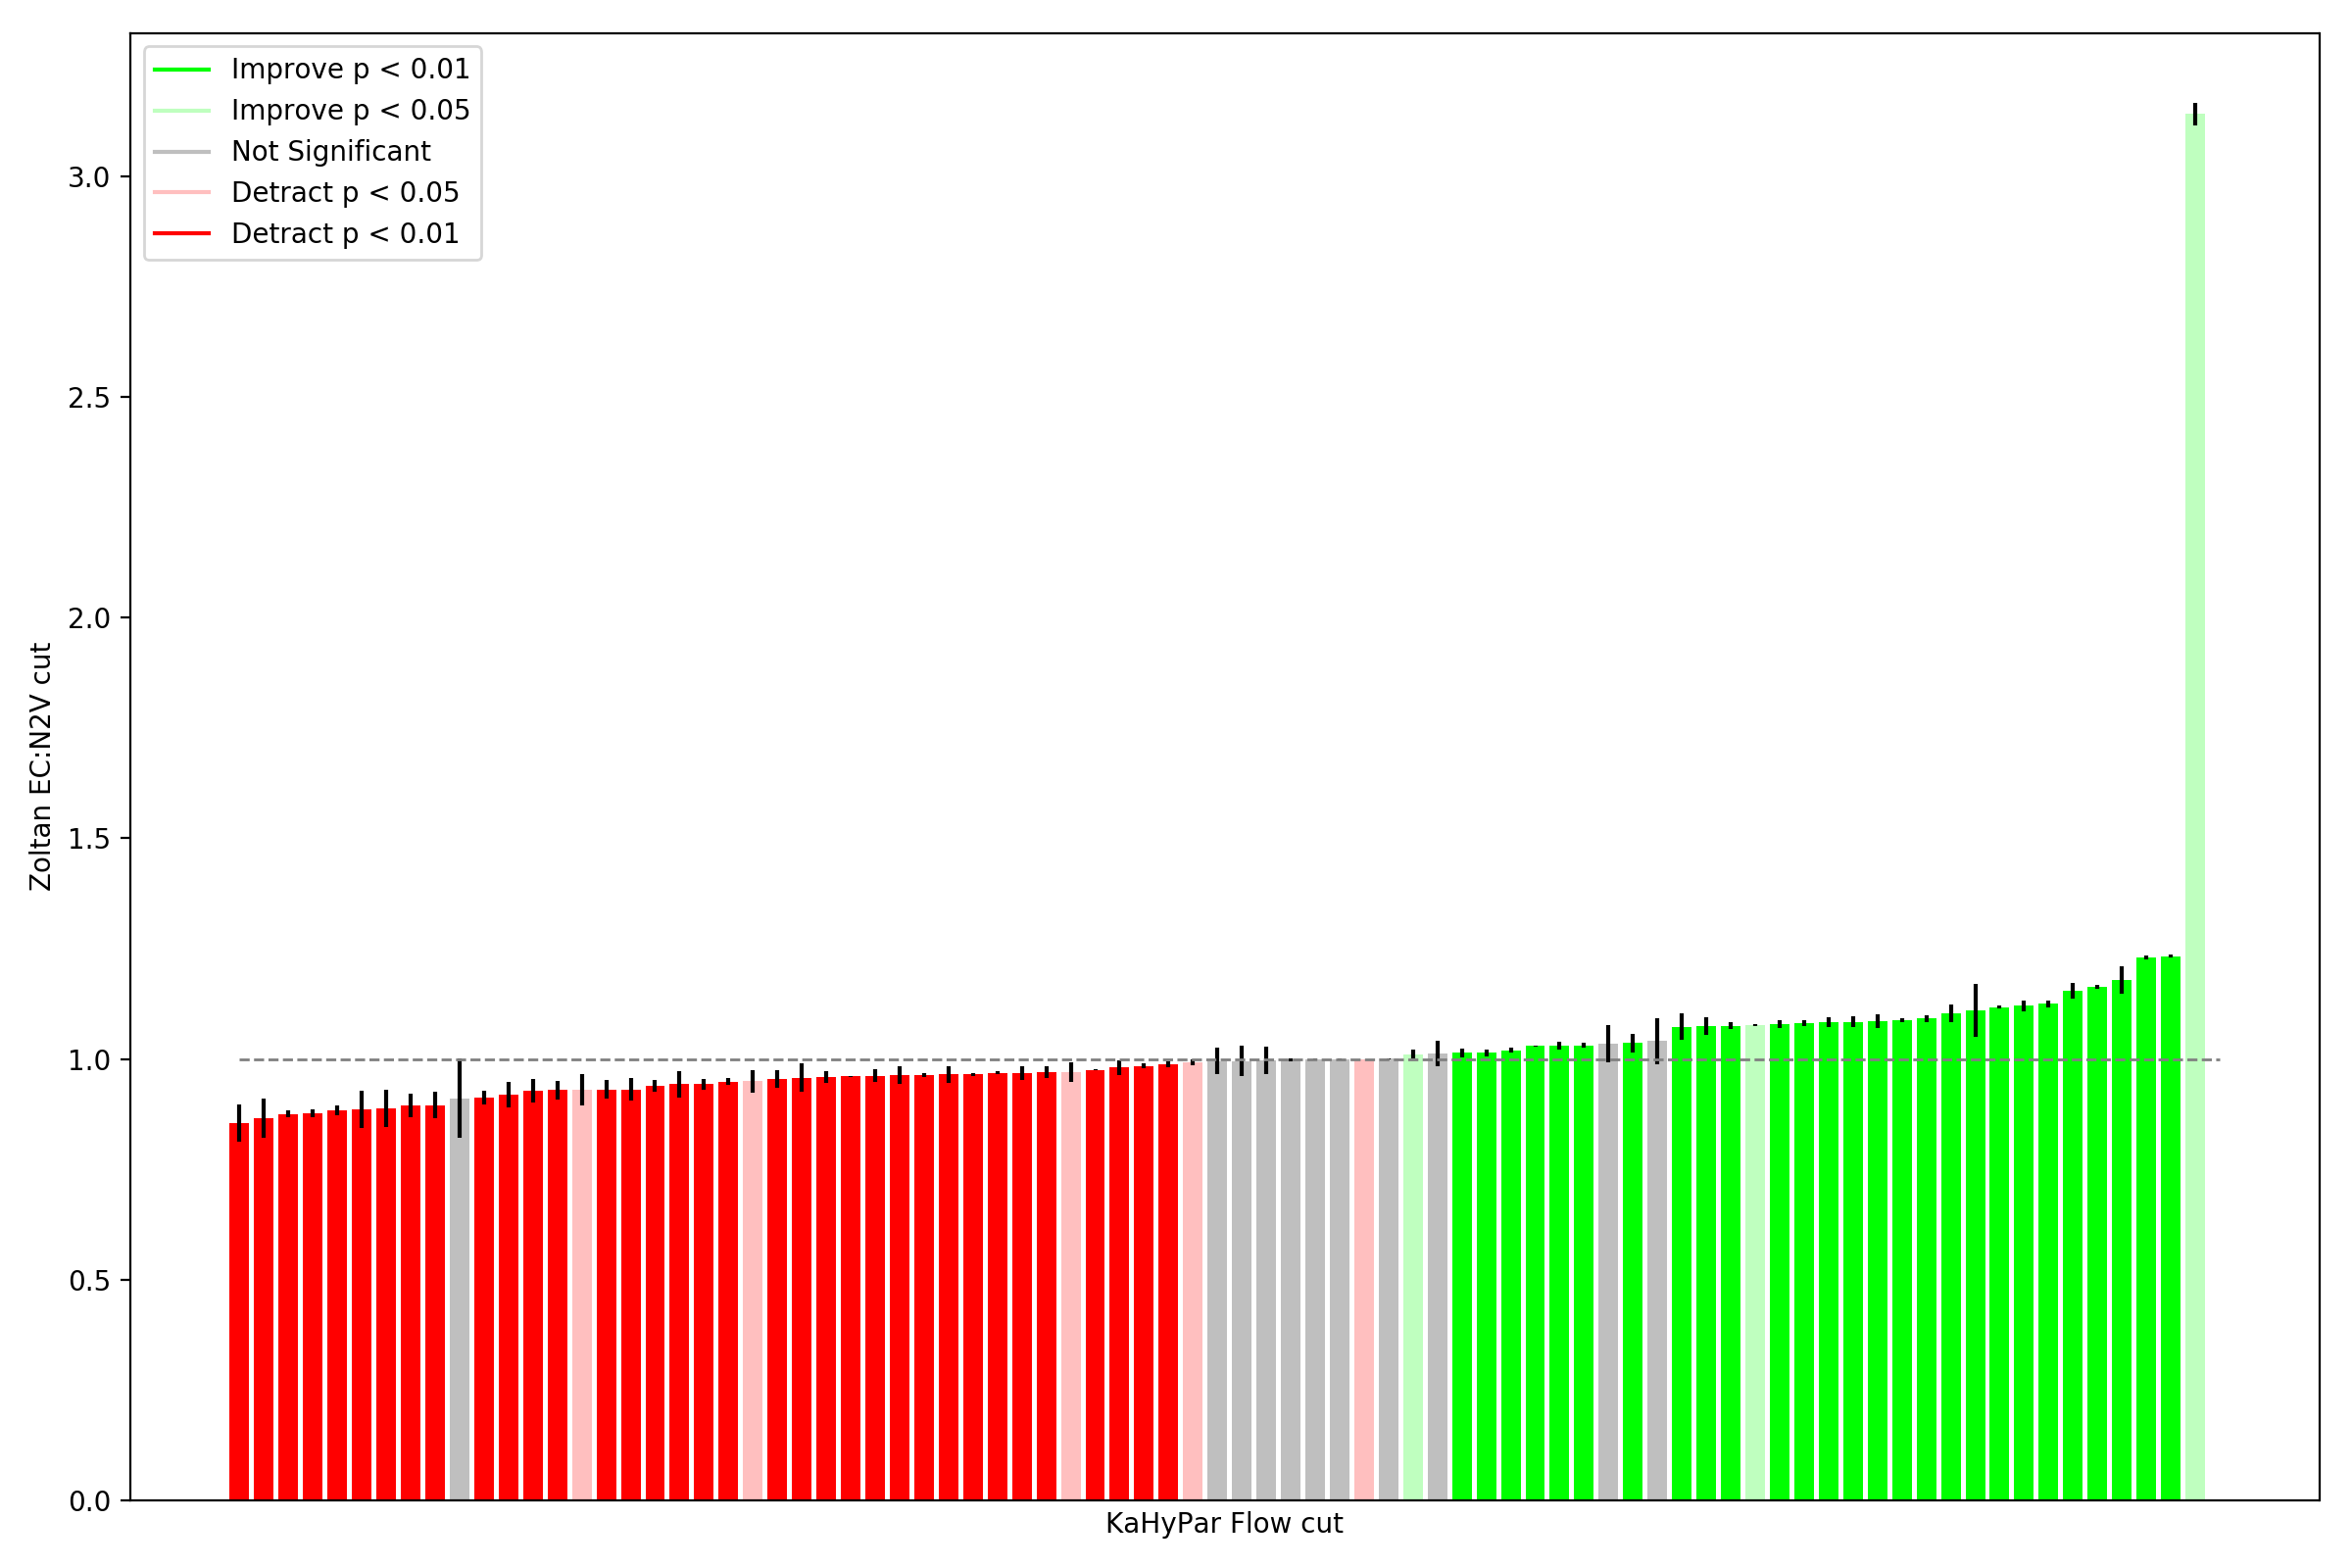 Improve p < 0.01
Improve p < 0.05
Not Significant
Detract p < 0.05
Detract p < 0.01
3.0
2.5
2.0
1.5
1.0
0.5
0.0
Zoltan EC:N2V cut
KaHyPar Flow cut